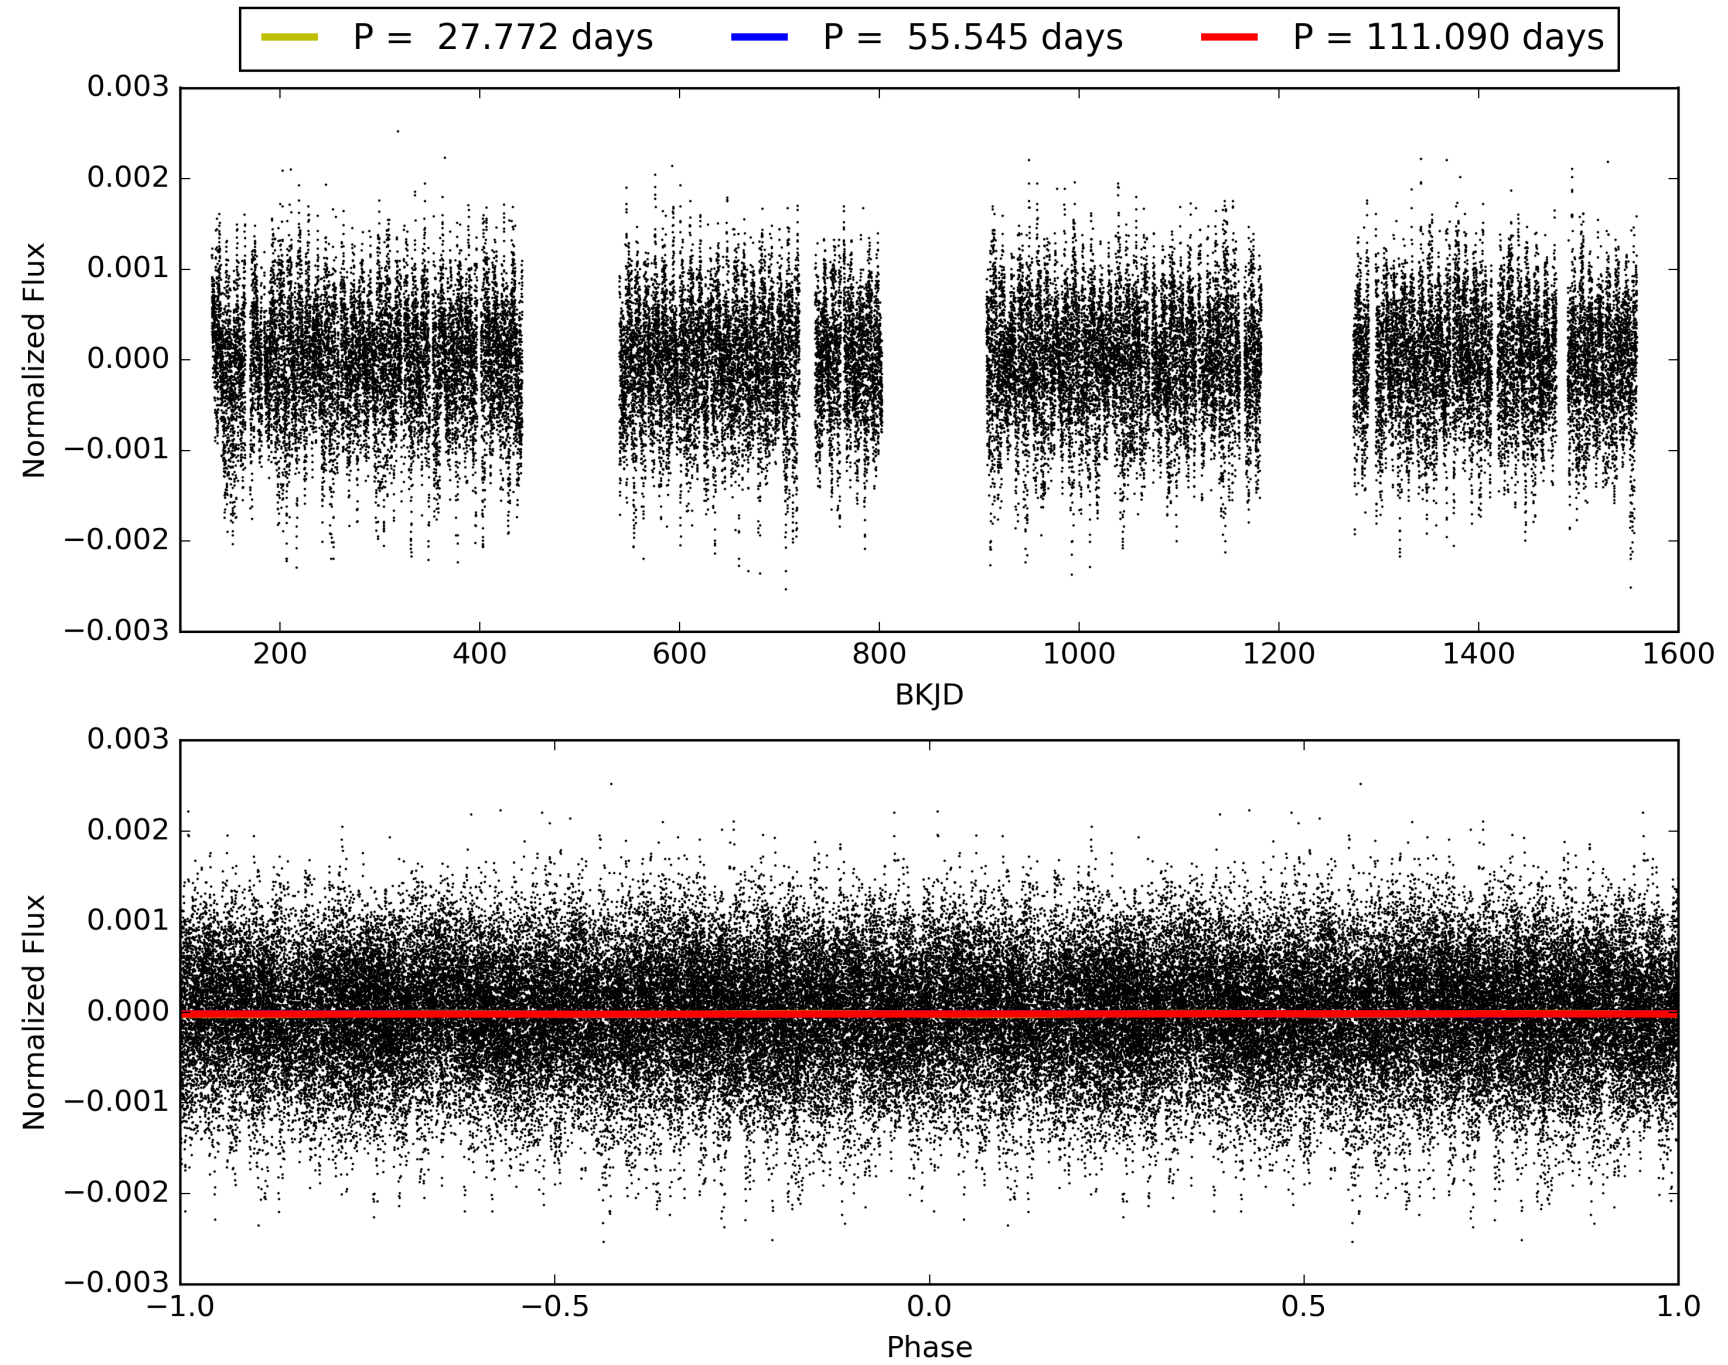 P =  27.772 days P =  55.545 days P = 111.090 days
0.003
0.002
0.001
0.000
−0.001
−0.002
−0.003
Normalized Flux
200 400 600 800 1000 1200 1400 1600
BKJD
0.003
0.002
0.001
0.000
−0.001
−0.002
−0.003
Normalized Flux
−1.0 −0.5 0.0 0.5 1.0
Phase